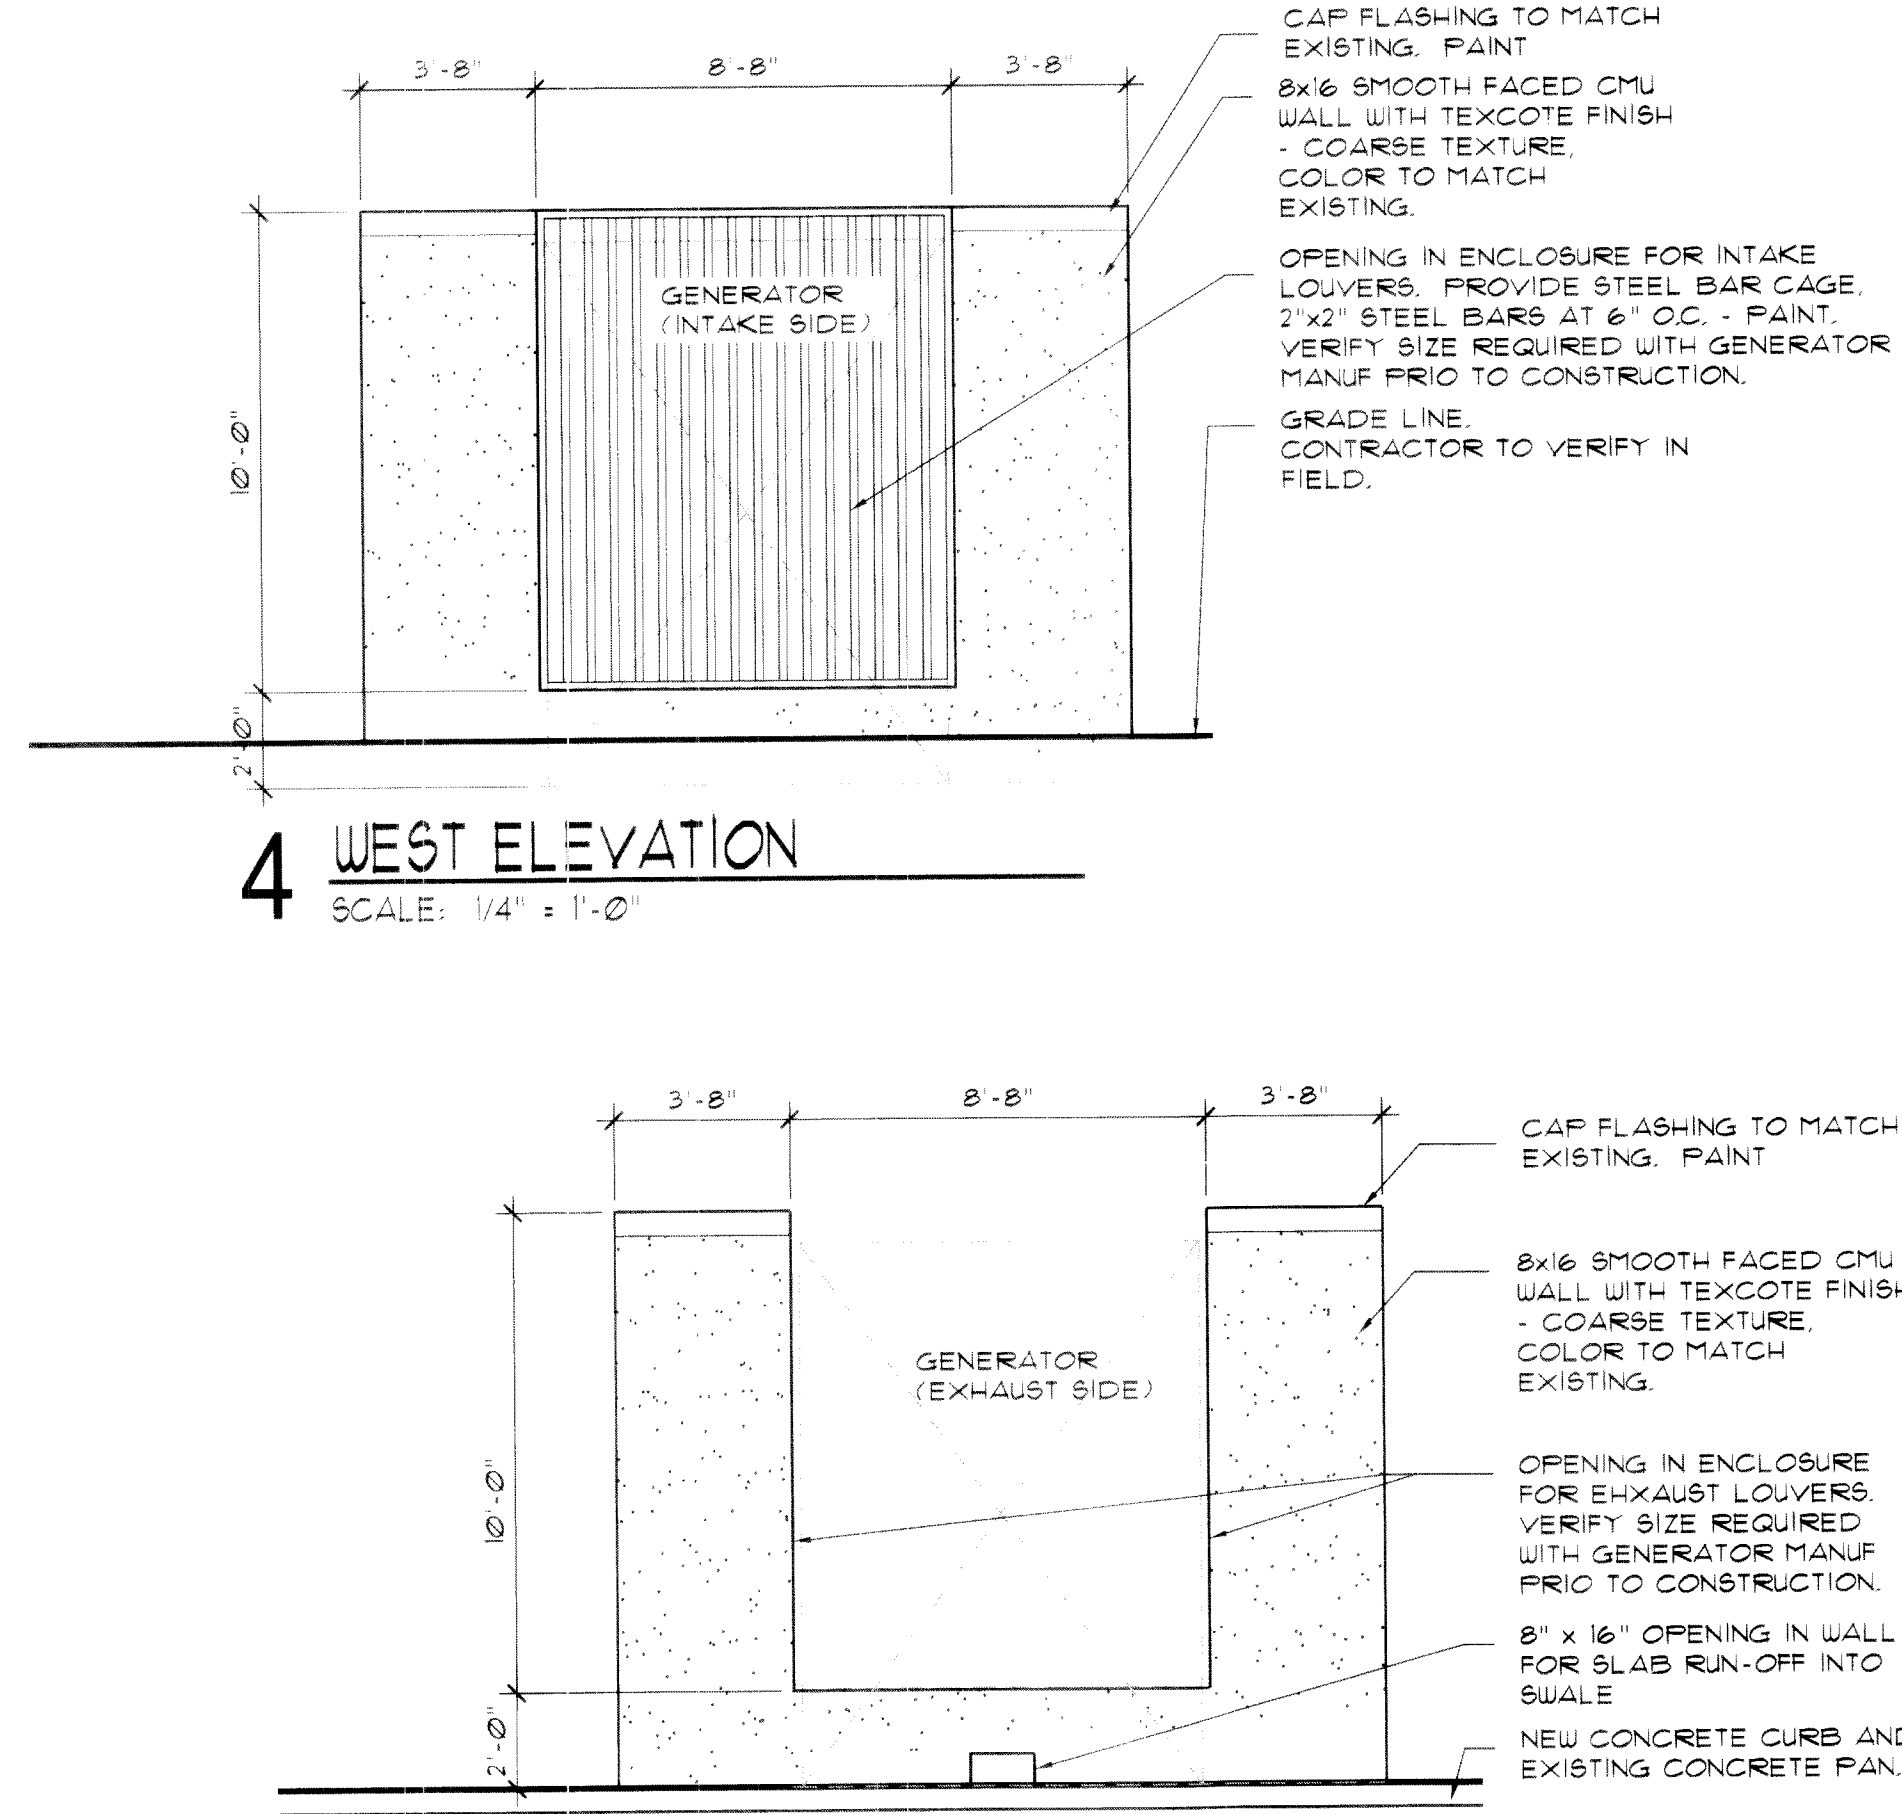 3'-8"
8'-8"
3'-8"
CAP FLASHING TO MATCH
EXISTING. PAINT
8x16 SMOOTH FACED CMU
WALL WITH TEXCOTE FINISH
- COARSE TEXTURE,
COLOR TO MATCH
EXISTING.
GENERATOR
(INTAKE SIDE)
OPENING IN ENCLOSURE FOR INTAKE
LOUVERS. PROVIDE STEEL BAR CAGE,
2"x2" STEEL BARS AT 6" O.C. - PAINT.
VERIFY SIZE REQUIRED WITH GENERATOR
MANUF PRIO TO CONSTRUCTION.
GRADE LINE.
CONTRACTOR TO VERIFY IN
FIELD.
10'-0"
2'-0"
4 WEST ELEVATION
SCALE: 1/4" = 1'-0"
3'-8"
8'-8"
3'-8"
CAP FLASHING TO MATCH
EXISTING. PAINT
8x16 SMOOTH FACED CMU
WALL WITH TEXCOTE FINISH
- COARSE TEXTURE,
COLOR TO MATCH
EXISTING.
GENERATOR
(EXHAUST SIDE)
OPENING IN ENCLOSURE
FOR EHXAUST LOUVERS.
VERIFY SIZE REQUIRED
WITH GENERATOR MANUF
PRIO TO CONSTRUCTION.
10'-0"
8" x 16" OPENING IN WALL
FOR SLAB RUN-OFF INTO
SWALE
2'-0"
NEW CONCRETE CURB AND
EXISTING CONCRETE PAN.